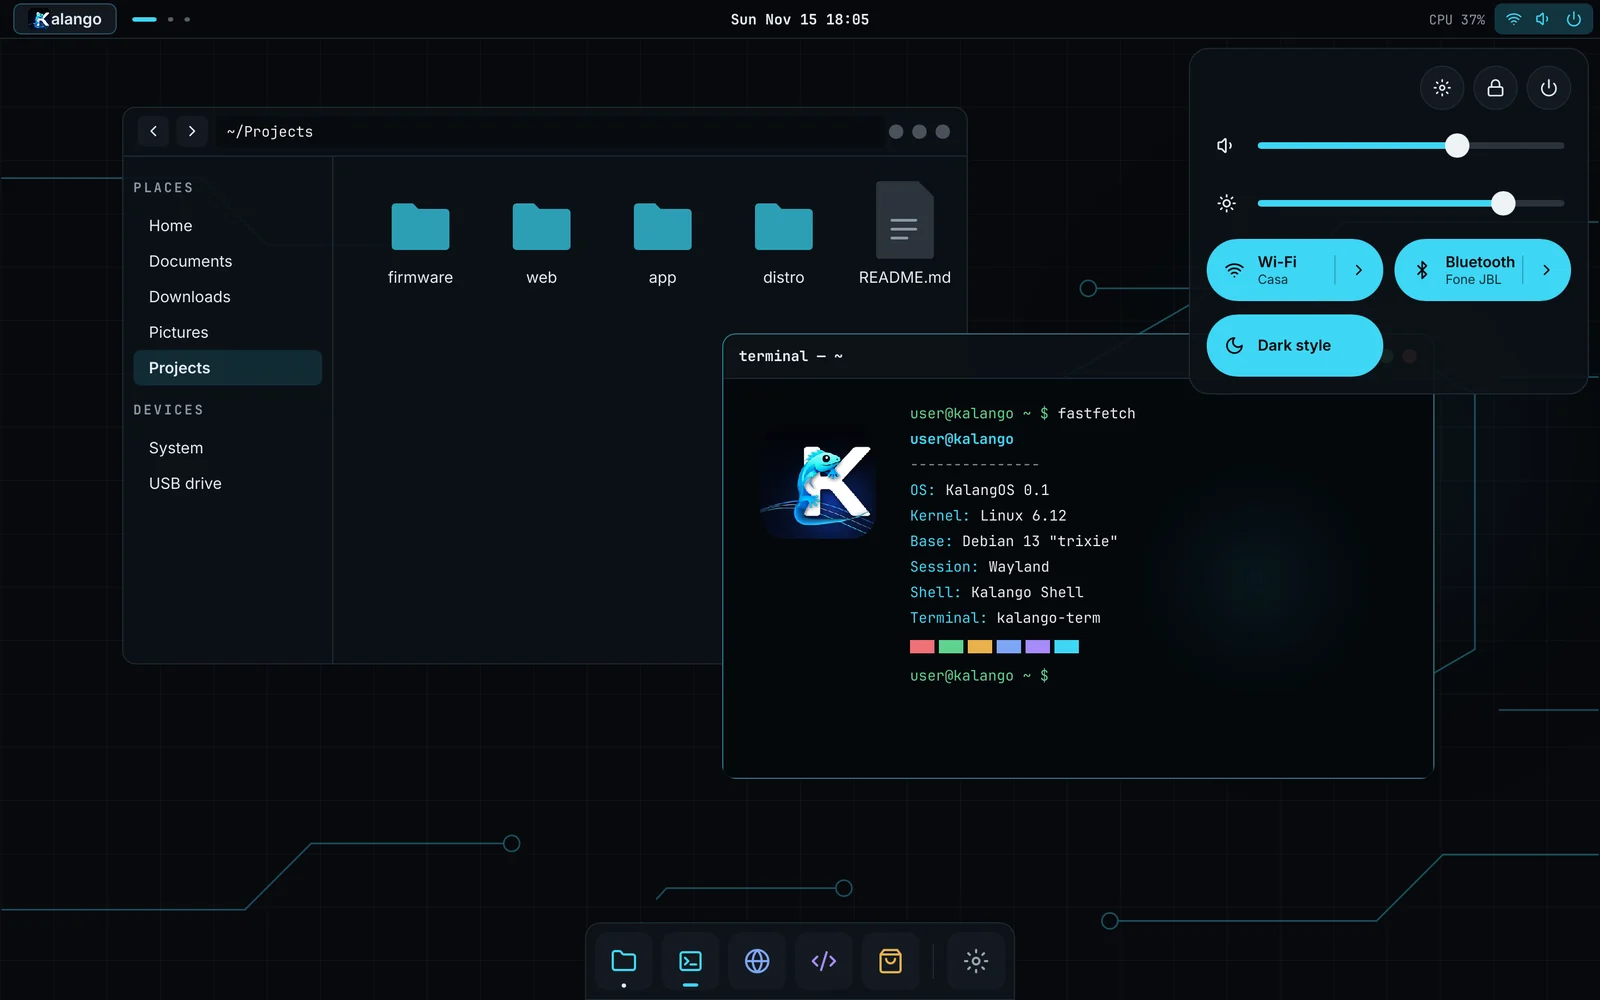 Kalango
Sun Nov 15 18:05
CPU 37%
~/Projects
PLACES
Home
Documents
Downloads
Pictures
Projects
DEVICES
System
USB drive
firmware
web
app
distro
README.md
Wi-Fi
Casa
Bluetooth
Fone JBL
Dark style
terminal — ~
user@kalango ~ $ fastfetch
user@kalango
---------------
OS: KalangOS 0.1
Kernel: Linux 6.12
Base: Debian 13 "trixie"
Session: Wayland
Shell: Kalango Shell
Terminal: kalango-term
user@kalango ~ $
K